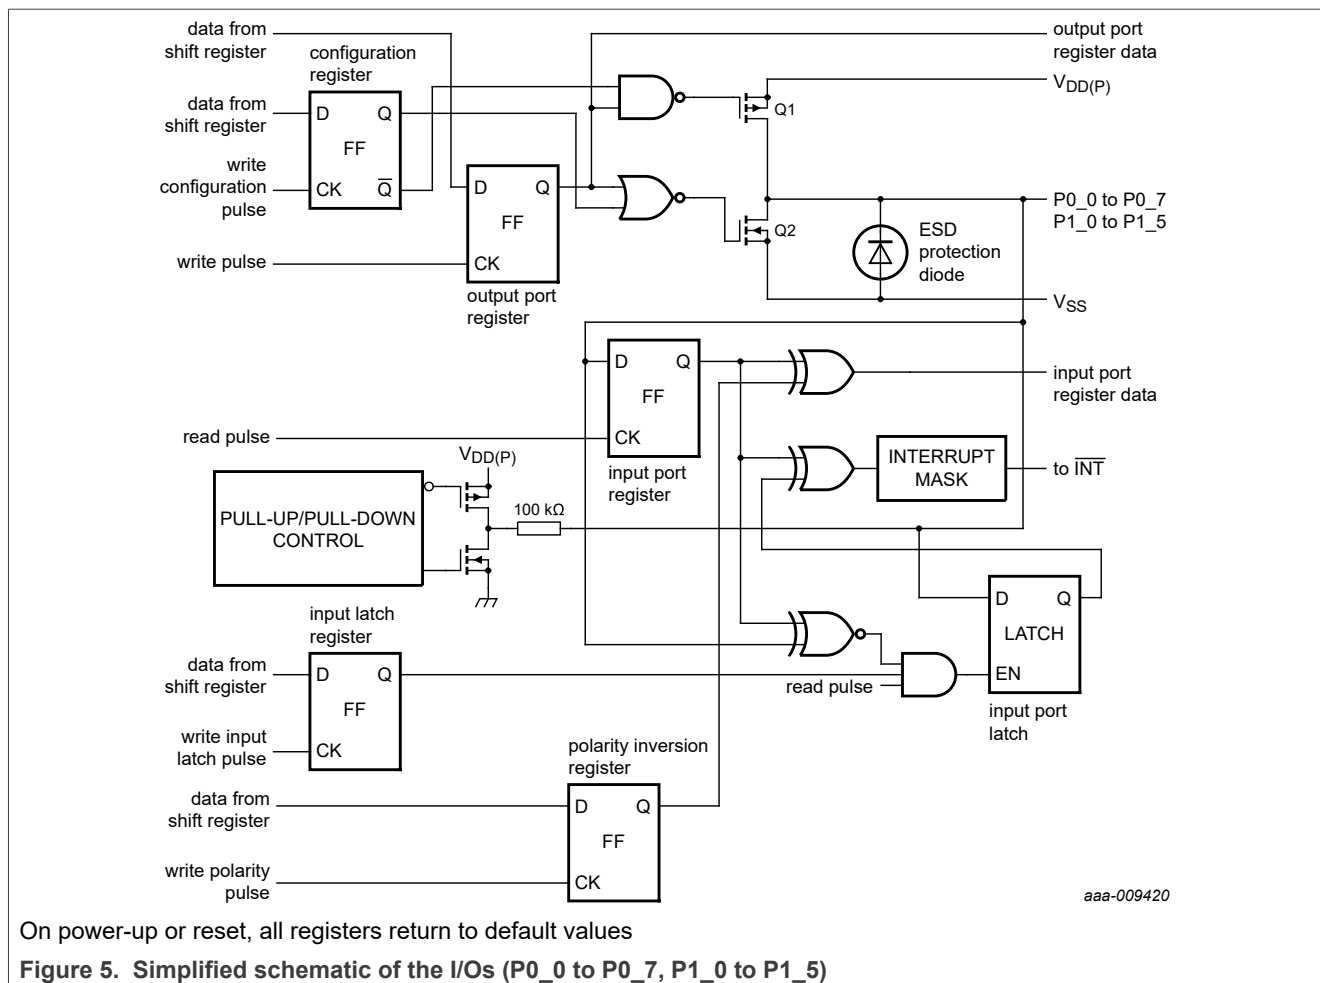 data from
shift register
configuration
register
data from
shift register
write
configuration
pulse
D
Q
FF
CK
Q
D
Q
FF
CK
write pulse
output port
register
Q1
Q2
output port
register data
VDD(P)
P0_0 to P0_7
P1_0 to P1_5
ESD
protection
diode
VSS
D
Q
FF
CK
read pulse
input port
register
input port
register data
INTERRUPT
MASK
to INT
VDD(P)
PULL-UP/PULL-DOWN
CONTROL
100 kΩ
D
Q
LATCH
EN
input port
latch
read pulse
input latch
register
data from
shift register
D
Q
FF
write input
latch pulse
CK
polarity inversion
register
data from
shift register
D
Q
FF
write polarity
pulse
CK
aaa-009420
On power-up or reset, all registers return to default values
Figure 5. Simplified schematic of the I/Os (P0_0 to P0_7, P1_0 to P1_5)